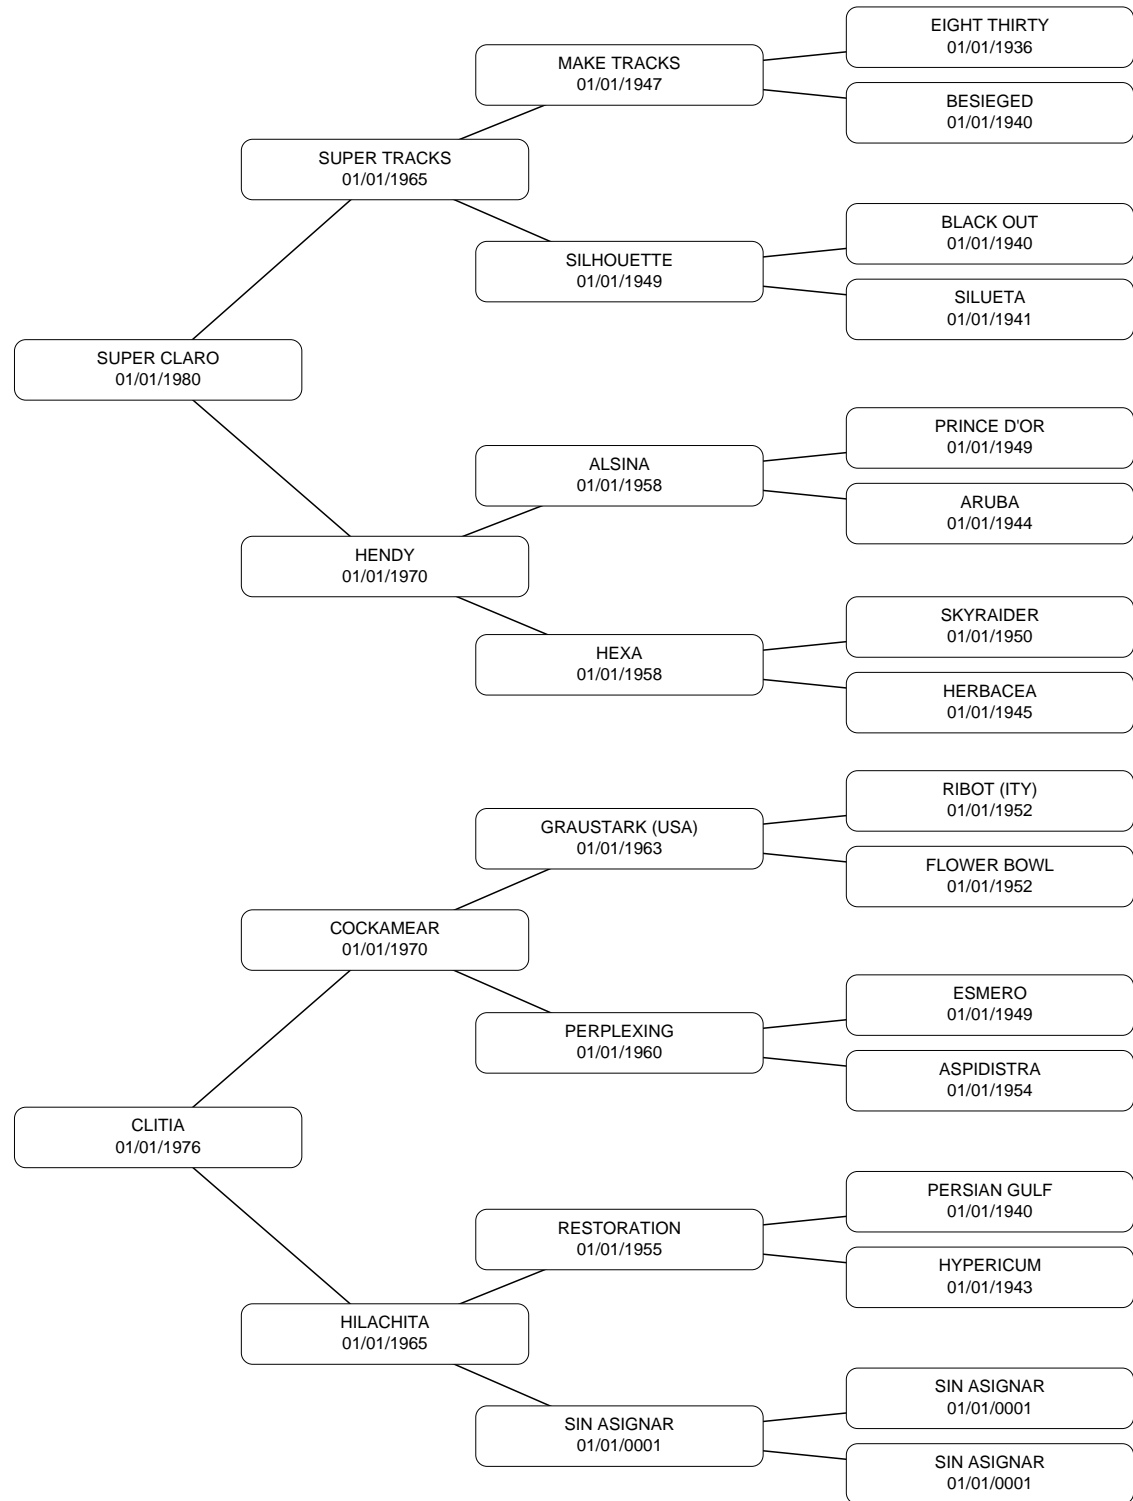 EIGHT THIRTY
01/01/1936
MAKE TRACKS
01/01/1947
BESIEGED
01/01/1940
SUPER TRACKS
01/01/1965
BLACK OUT
01/01/1940
SILHOUETTE
01/01/1949
SILUETA
01/01/1941
SUPER CLARO
01/01/1980
PRINCE D'OR
01/01/1949
ALSINA
01/01/1958
ARUBA
01/01/1944
HENDY
01/01/1970
SKYRAIDER
01/01/1950
HEXA
01/01/1958
HERBACEA
01/01/1945
RIBOT (ITY)
01/01/1952
GRAUSTARK (USA)
01/01/1963
FLOWER BOWL
01/01/1952
COCKAMEAR
01/01/1970
ESMERO
01/01/1949
PERPLEXING
01/01/1960
ASPIDISTRA
01/01/1954
CLITIA
01/01/1976
PERSIAN GULF
01/01/1940
RESTORATION
01/01/1955
HYPERICUM
01/01/1943
HILACHITA
01/01/1965
SIN ASIGNAR
01/01/0001
SIN ASIGNAR
01/01/0001
SIN ASIGNAR
01/01/0001